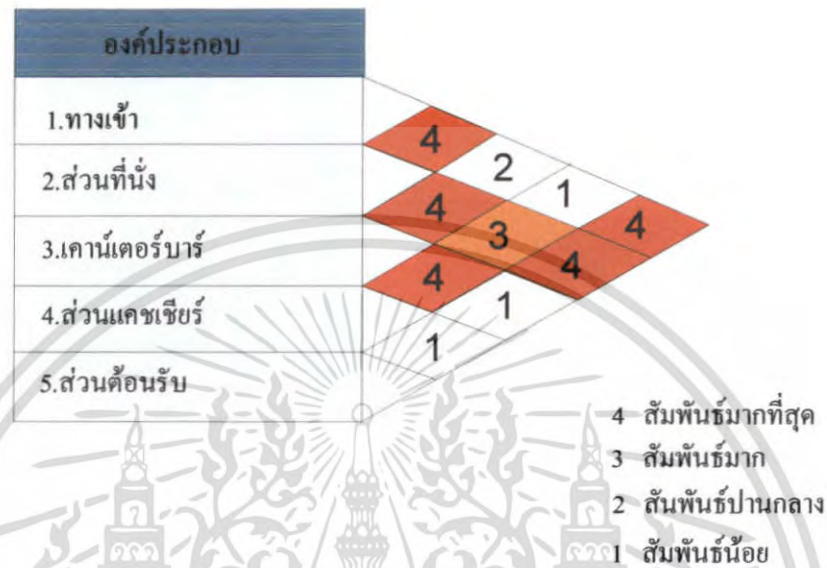 องค์ประกอบ
1.ทางเข้า
2.ส่วนที่นั่ง
3.เคาน์เตอร์บาร์
4.ส่วนแคชเชียร์
5.ส่วนต้อนรับ
4
2
1
4
4
3
4
4
1
1
4 สัมพันธ์มากที่สุด
3 สัมพันธ์มาก
2 สันพันธ์ปานกลาง
1 สัมพันธ์น้อย